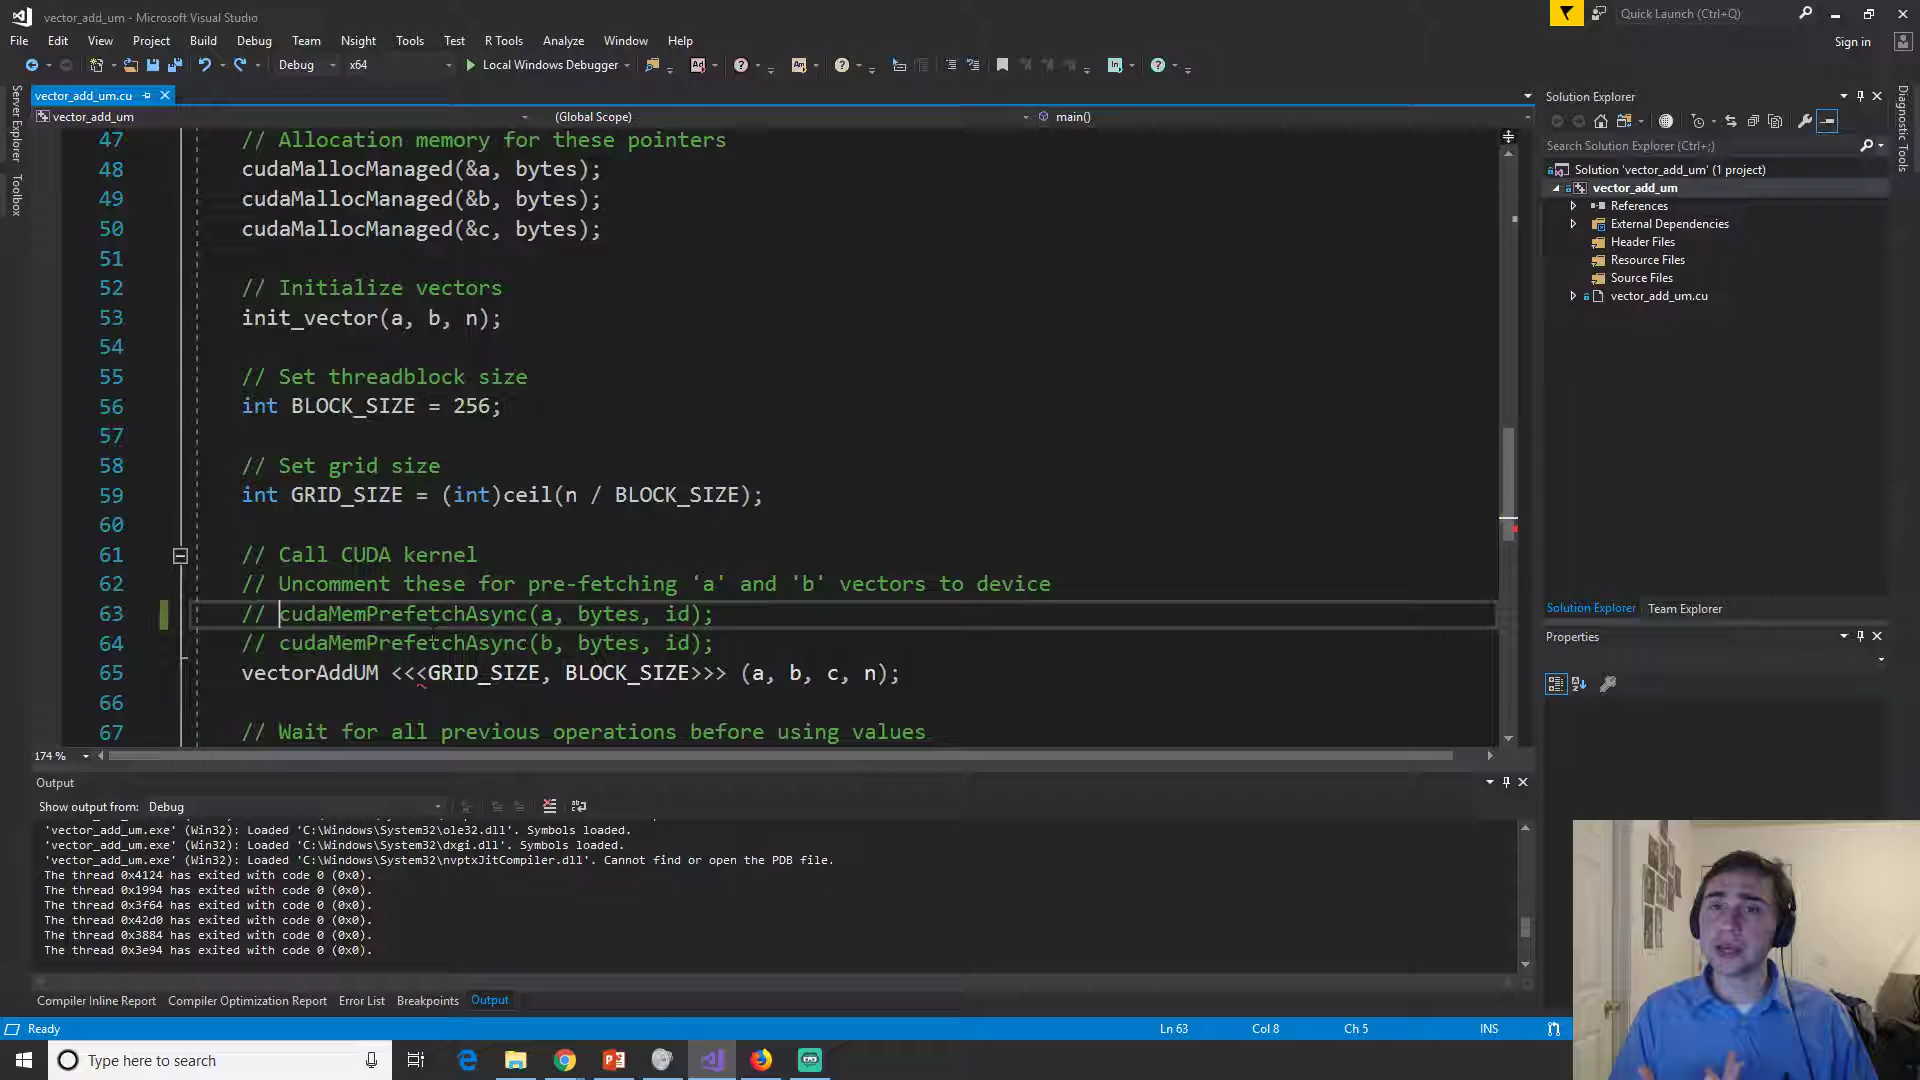 vector_add_um - Microsoft Visual Studio
Quick Launch (Ctrl+Q)
File Edit View Project Build Debug Team Nsight Tools Test R Tools Analyze Window Help
Sign in
Debug x64 Local Windows Debugger
vector_add_um.cu
vector_add_um (Global Scope) main()
47 // Allocation memory for these pointers
48 cudaMallocManaged(&a, bytes);
49 cudaMallocManaged(&b, bytes);
50 cudaMallocManaged(&c, bytes);
51
52 // Initialize vectors
53 init_vector(a, b, n);
54
55 // Set threadblock size
56 int BLOCK_SIZE = 256;
57
58 // Set grid size
59 int GRID_SIZE = (int)ceil(n / BLOCK_SIZE);
60
61 // Call CUDA kernel
62 // Uncomment these for pre-fetching 'a' and 'b' vectors to device
63 // cudaMemPrefetchAsync(a, bytes, id);
64 // cudaMemPrefetchAsync(b, bytes, id);
65 vectorAddUM <<<GRID_SIZE, BLOCK_SIZE>>> (a, b, c, n);
66
67 // Wait for all previous operations before using values
174 %
Server Explorer
Toolbox
Solution Explorer
Search Solution Explorer (Ctrl+;)
Solution 'vector_add_um' (1 project)
vector_add_um
References
External Dependencies
Header Files
Resource Files
Source Files
vector_add_um.cu
Solution Explorer Team Explorer
Properties
Diagnostic Tools
Output
Show output from: Debug
'vector_add_um.exe' (Win32): Loaded 'C:\Windows\System32\ole32.dll'. Symbols loaded.
'vector_add_um.exe' (Win32): Loaded 'C:\Windows\System32\dxgi.dll'. Symbols loaded.
'vector_add_um.exe' (Win32): Loaded 'C:\Windows\System32\nvptxJitCompiler.dll'. Cannot find or open the PDB file.
The thread 0x4124 has exited with code 0 (0x0).
The thread 0x1994 has exited with code 0 (0x0).
The thread 0x3f64 has exited with code 0 (0x0).
The thread 0x42d0 has exited with code 0 (0x0).
The thread 0x3884 has exited with code 0 (0x0).
The thread 0x3e94 has exited with code 0 (0x0).
Compiler Inline Report Compiler Optimization Report Error List Breakpoints Output
Ready Ln 63 Col 8 Ch 5 INS
Type here to search